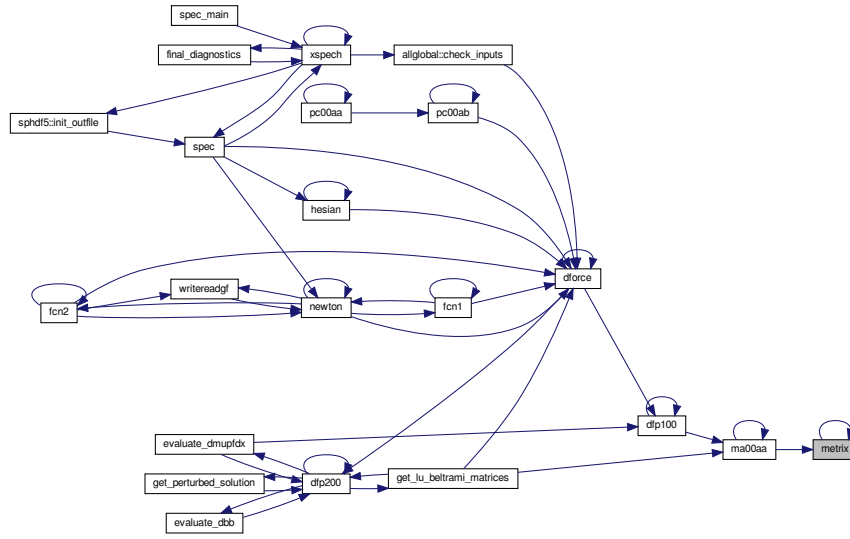 spec_main
final_diagnostics
xspech
allglobal::check_inputs
sphdf5::init_outfile
pc00aa
pc00ab
spec
hesian
dforce
writereadgf
fcn2
newton
fcn1
dfp100
evaluate_dmupfdx
ma00aa
metrix
get_perturbed_solution
dfp200
get_lu_beltrami_matrices
evaluate_dbb